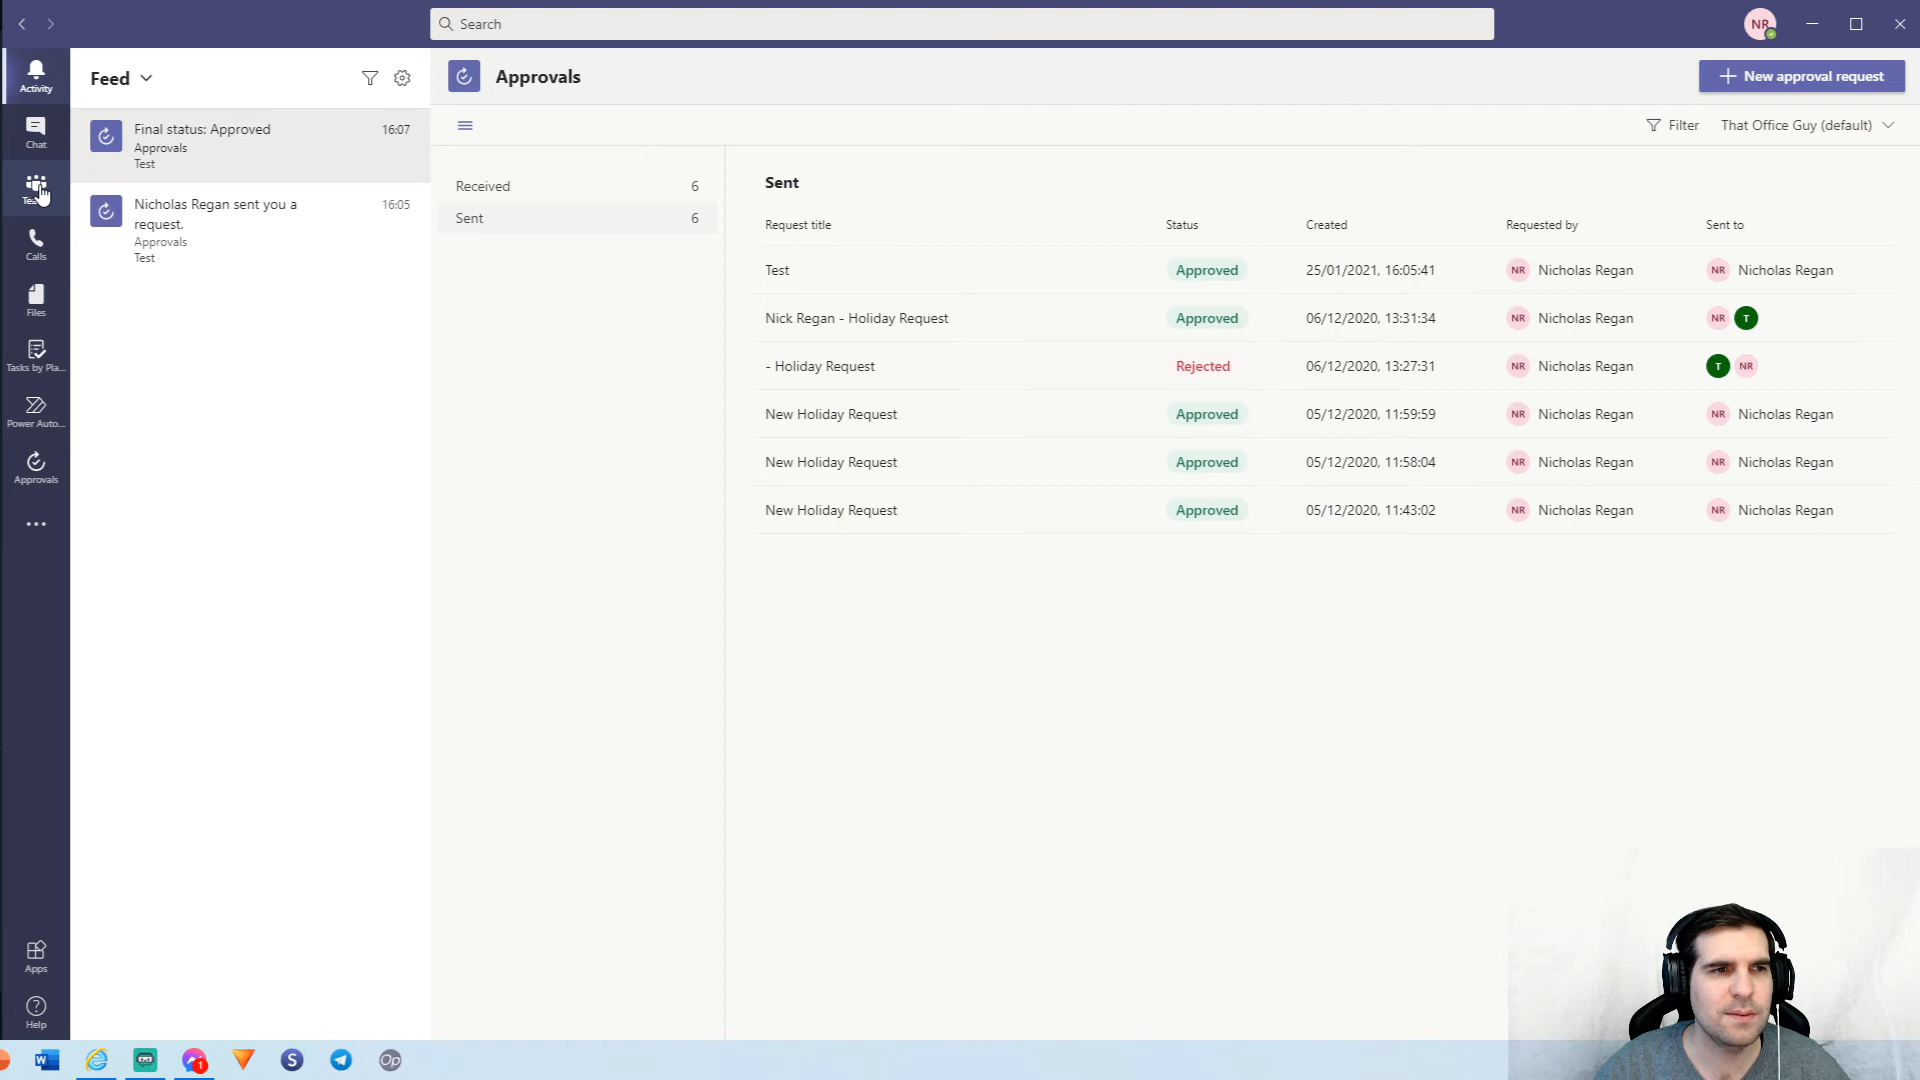 Search
NR
Activity
Chat
Calls
Files
Tasks by Pla...
Power Auto...
Approvals
Apps
Help
Feed
Final status: Approved 16:07
Approvals
Test
Nicholas Regan sent you a 16:05
request.
Approvals
Test
Approvals
New approval request
Filter That Office Guy (default)
Received 6
Sent 6
Sent
Request title Status Created Requested by Sent to
Test Approved 25/01/2021, 16:05:41 NR Nicholas Regan NR Nicholas Regan
Nick Regan - Holiday Request Approved 06/12/2020, 13:31:34 NR Nicholas Regan NR T
- Holiday Request Rejected 06/12/2020, 13:27:31 NR Nicholas Regan T NR
New Holiday Request Approved 05/12/2020, 11:59:59 NR Nicholas Regan NR Nicholas Regan
New Holiday Request Approved 05/12/2020, 11:58:04 NR Nicholas Regan NR Nicholas Regan
New Holiday Request Approved 05/12/2020, 11:43:02 NR Nicholas Regan NR Nicholas Regan
W 1 S Op